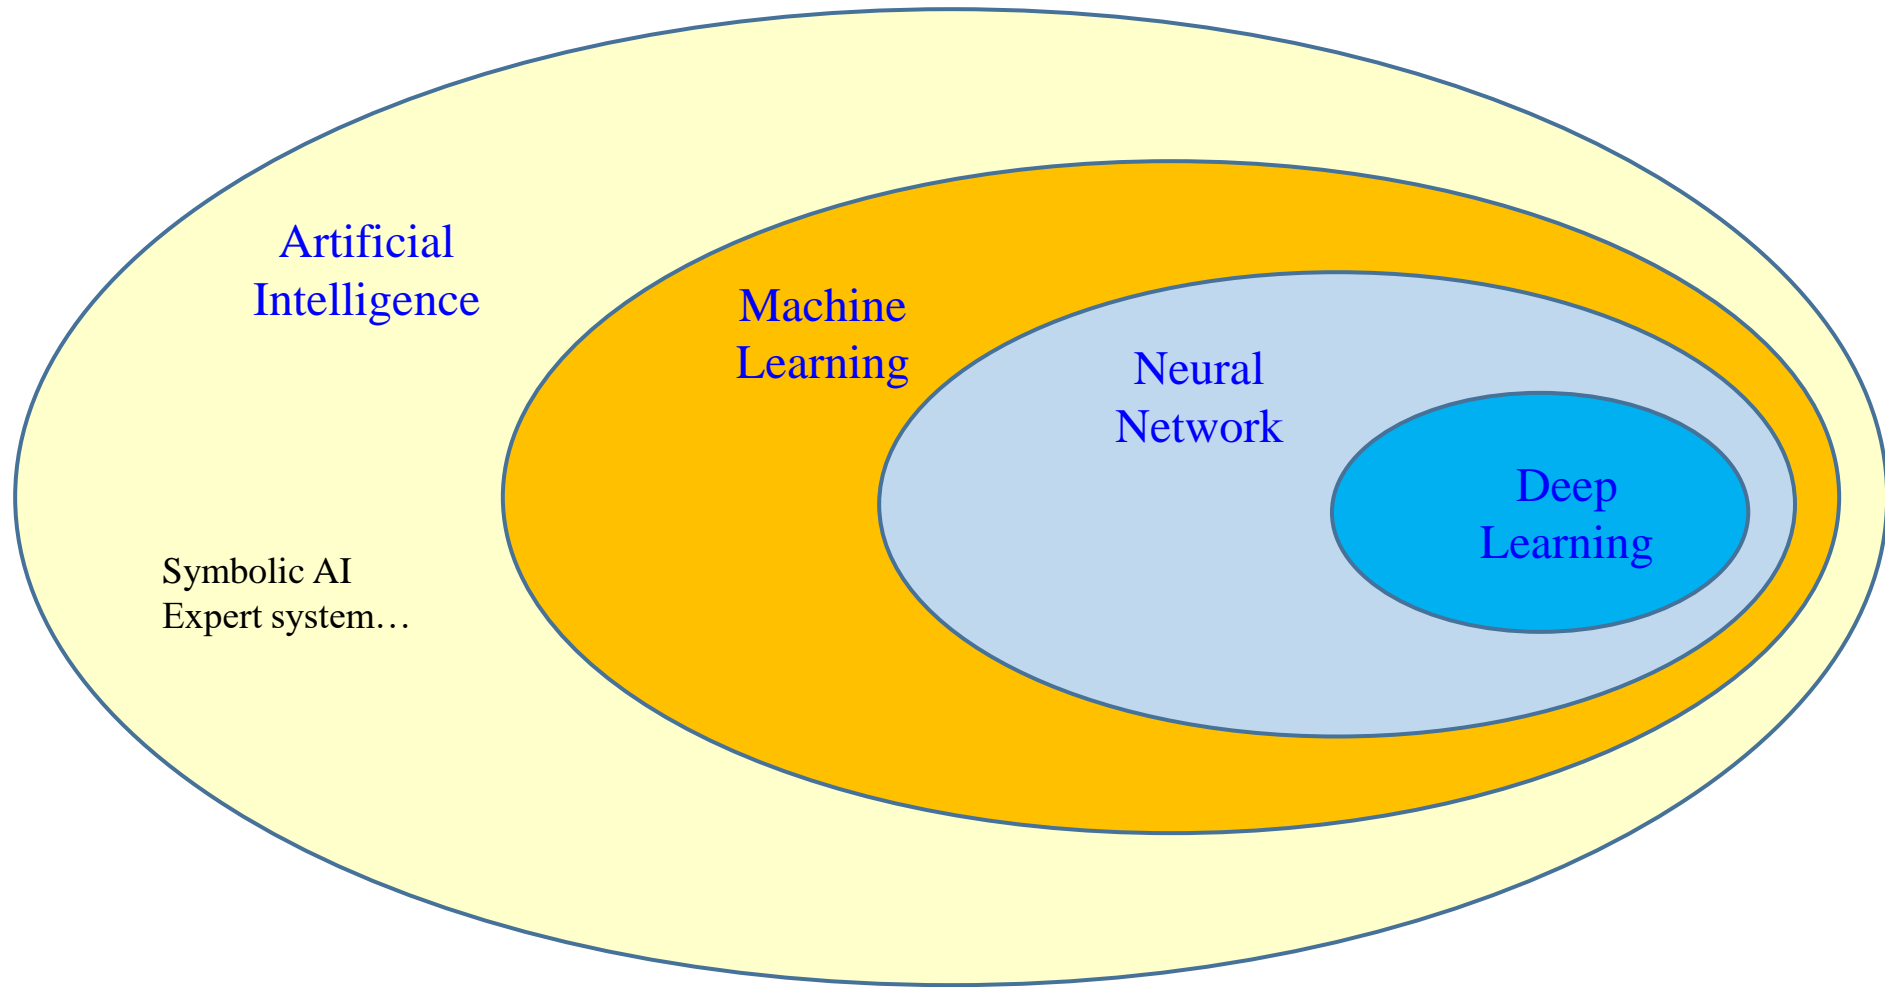 Artificial
Intelligence
Machine
Learning
Neural
Network
Deep
Learning
Symbolic AI
Expert system…